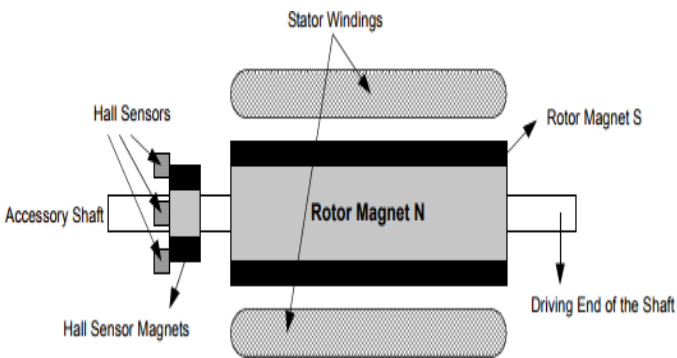 Stator Windings
Hall Sensors
Rotor Magnet S
Accessory Shaft
Rotor Magnet N
Driving End of the Shaft
Hall Sensor Magnets